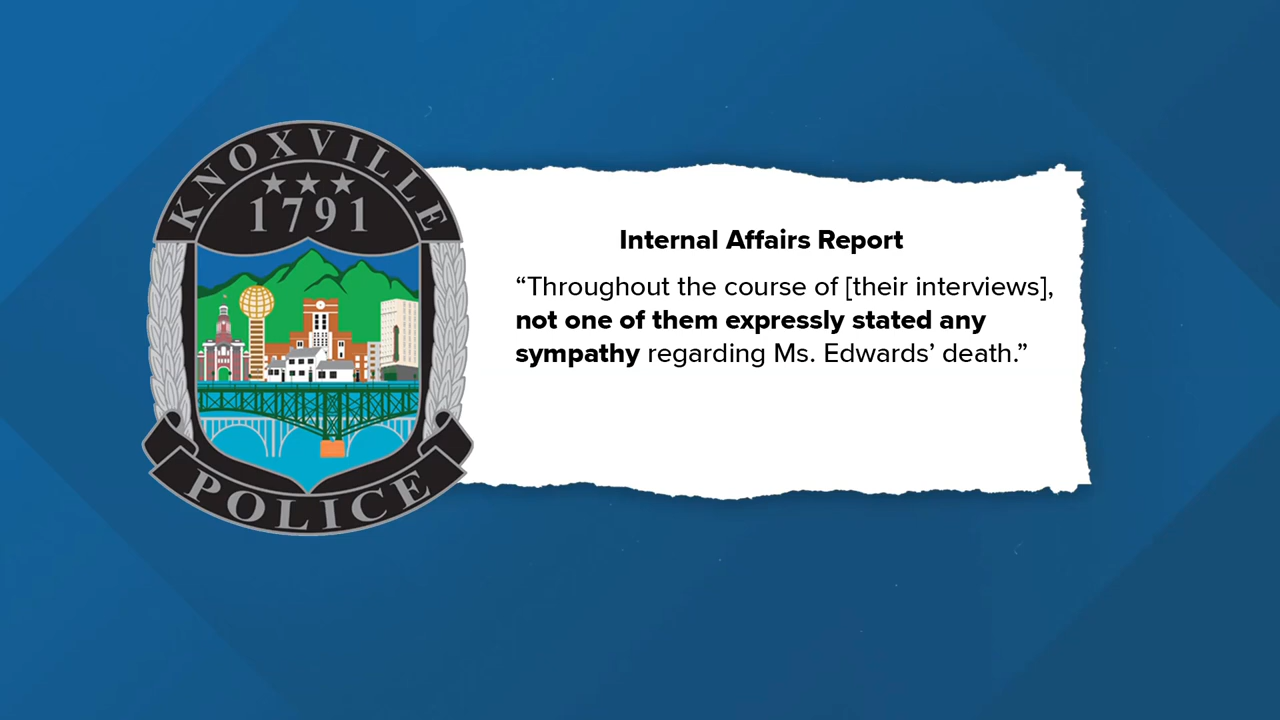 KNOXVILLE
1791
POLICE
Internal Affairs Report
“Throughout the course of [their interviews],
not one of them expressly stated any
sympathy regarding Ms. Edwards’ death.”